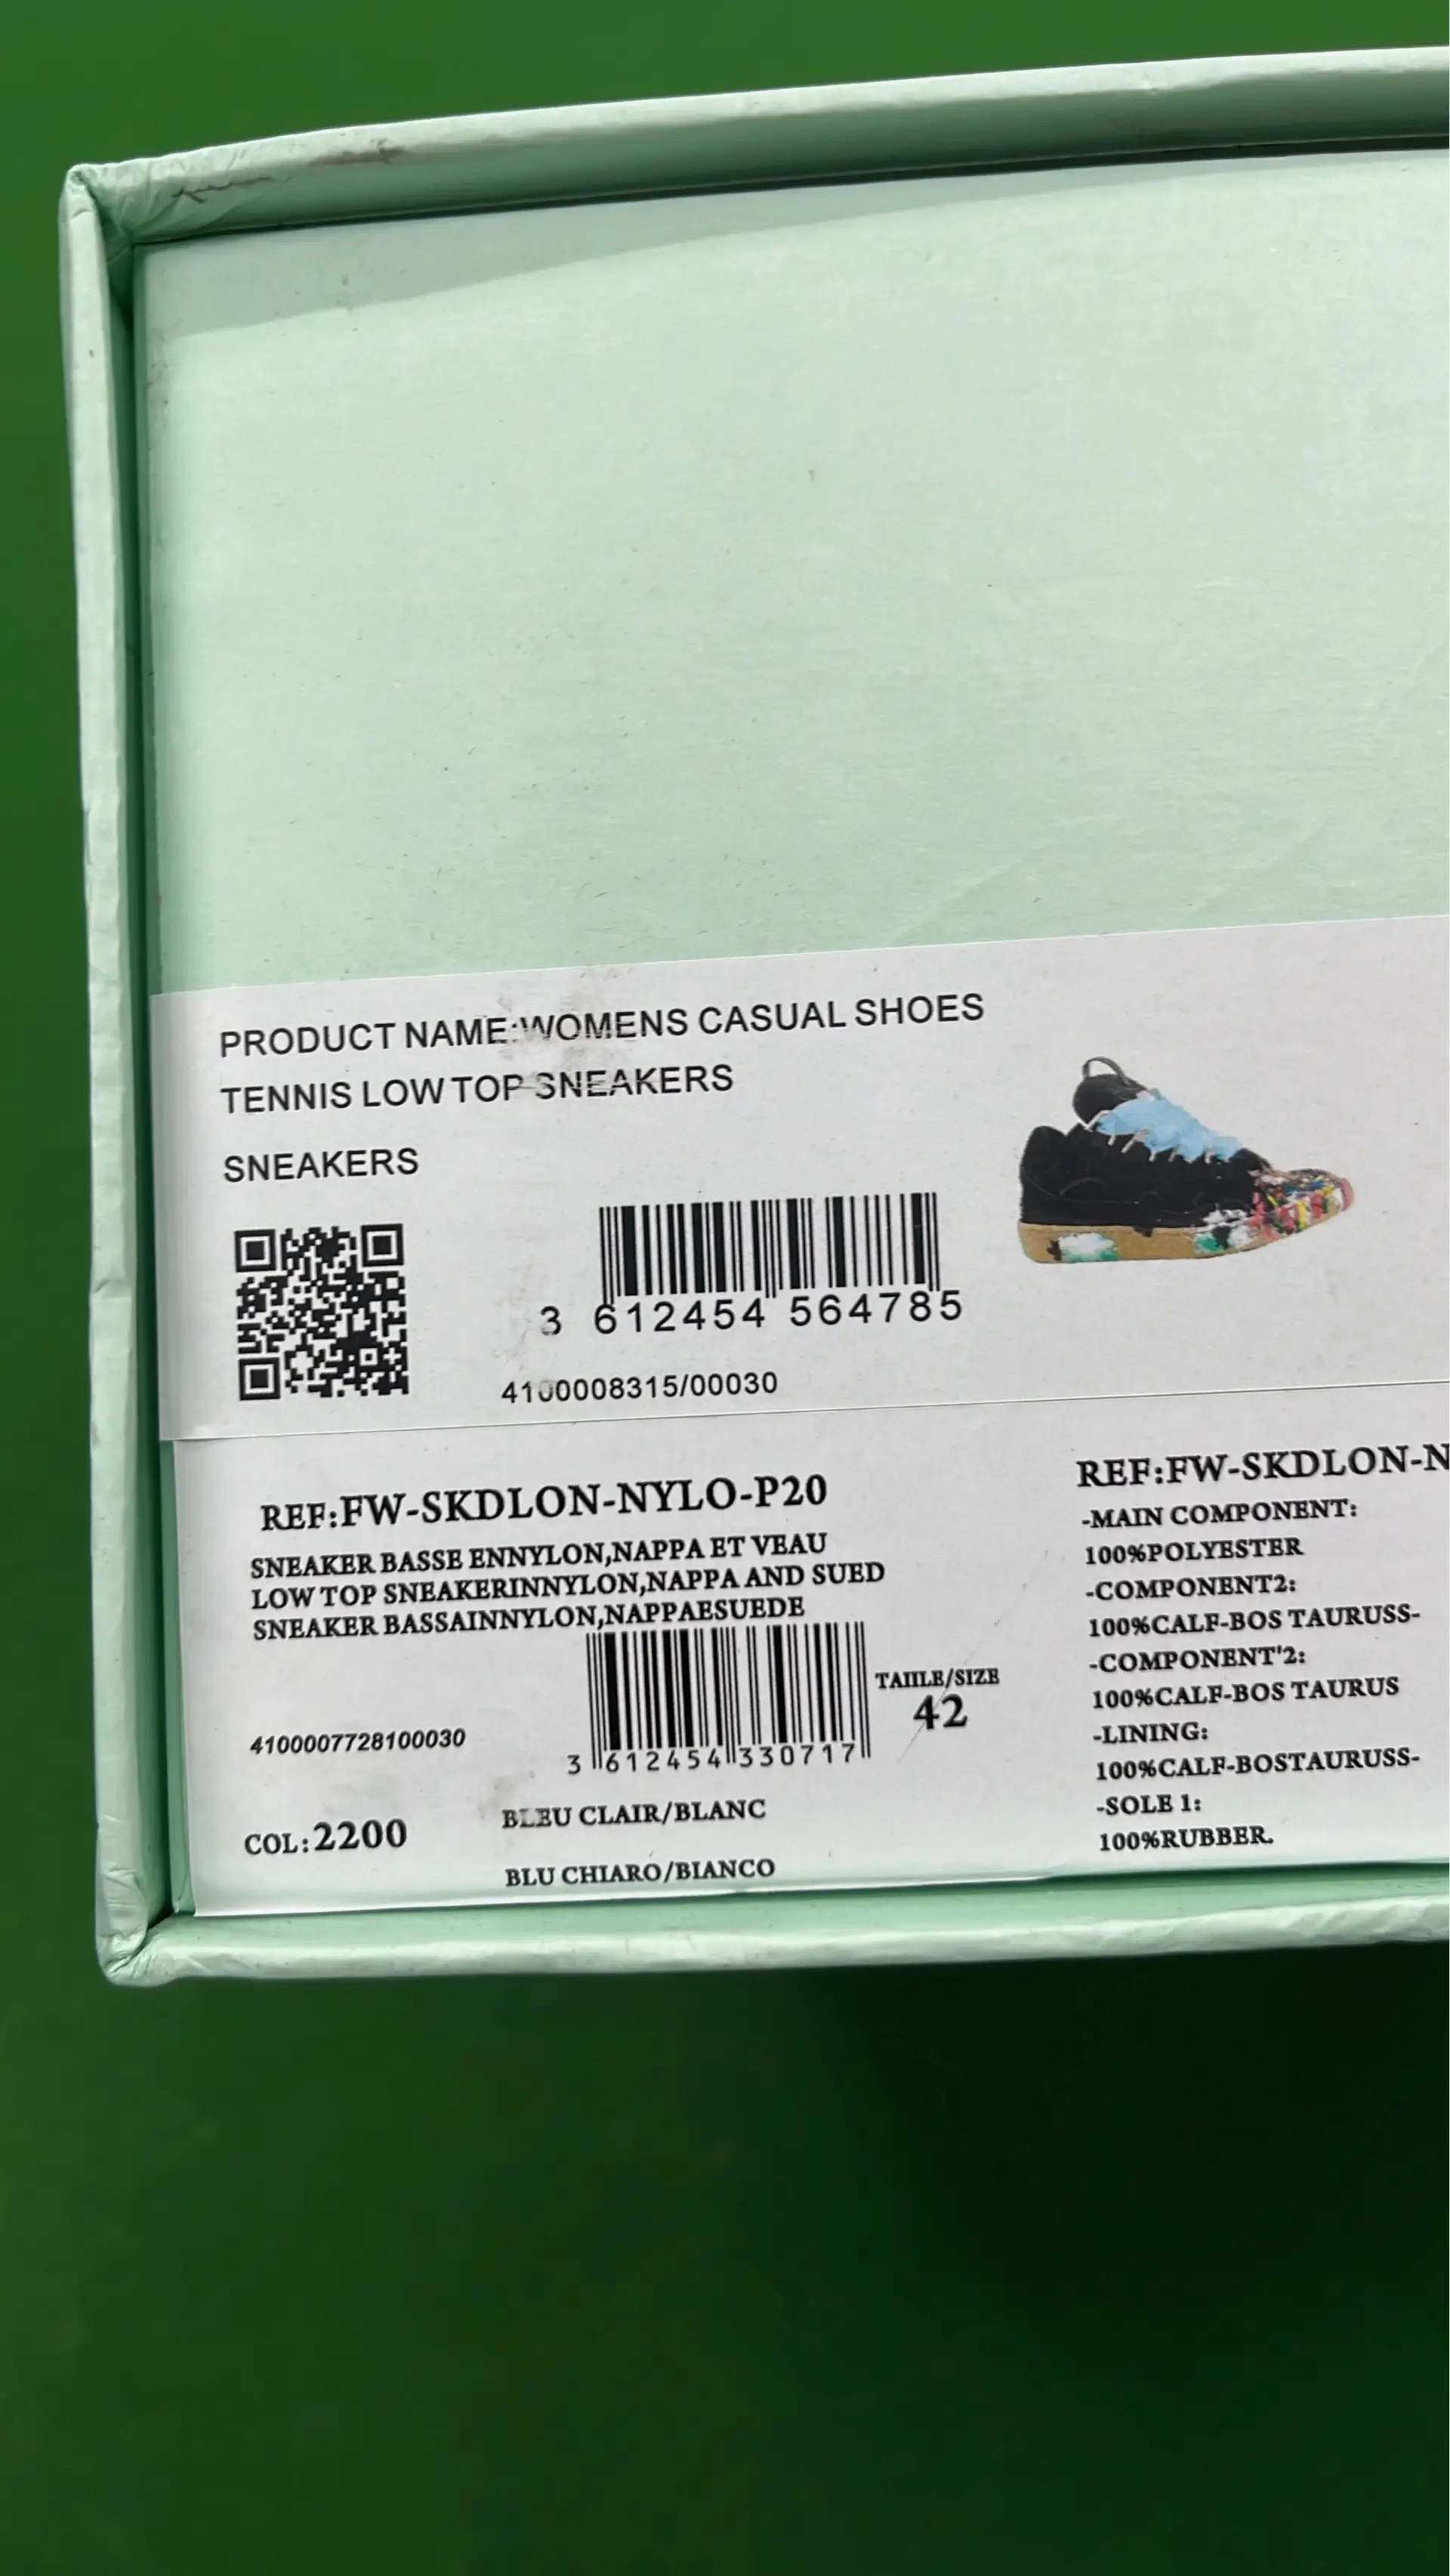 PRODUCT NAME:WOMENS CASUAL SHOES
TENNIS LOW TOP SNEAKERS
SNEAKERS
3 612454 564785
4100008315/00030
REF:FW-SKDLON-NYLO-P20
SNEAKER BASSE ENNYLON,NAPPA ET VEAU
LOW TOP SNEAKERINNYLON,NAPPA AND SUED
SNEAKER BASSAINNYLON,NAPPAESUEDE
TAIILE/SIZE
42
4100007728100030
3 612454 330717
COL:2200
BLEU CLAIR/BLANC
BLU CHIARO/BIANCO
REF:FW-SKDLON-N
-MAIN COMPONENT:
100%POLYESTER
-COMPONENT2:
100%CALF-BOS TAURUSS-
-COMPONENT'2:
100%CALF-BOS TAURUS
-LINING:
100%CALF-BOSTAURUSS-
-SOLE 1:
100%RUBBER.